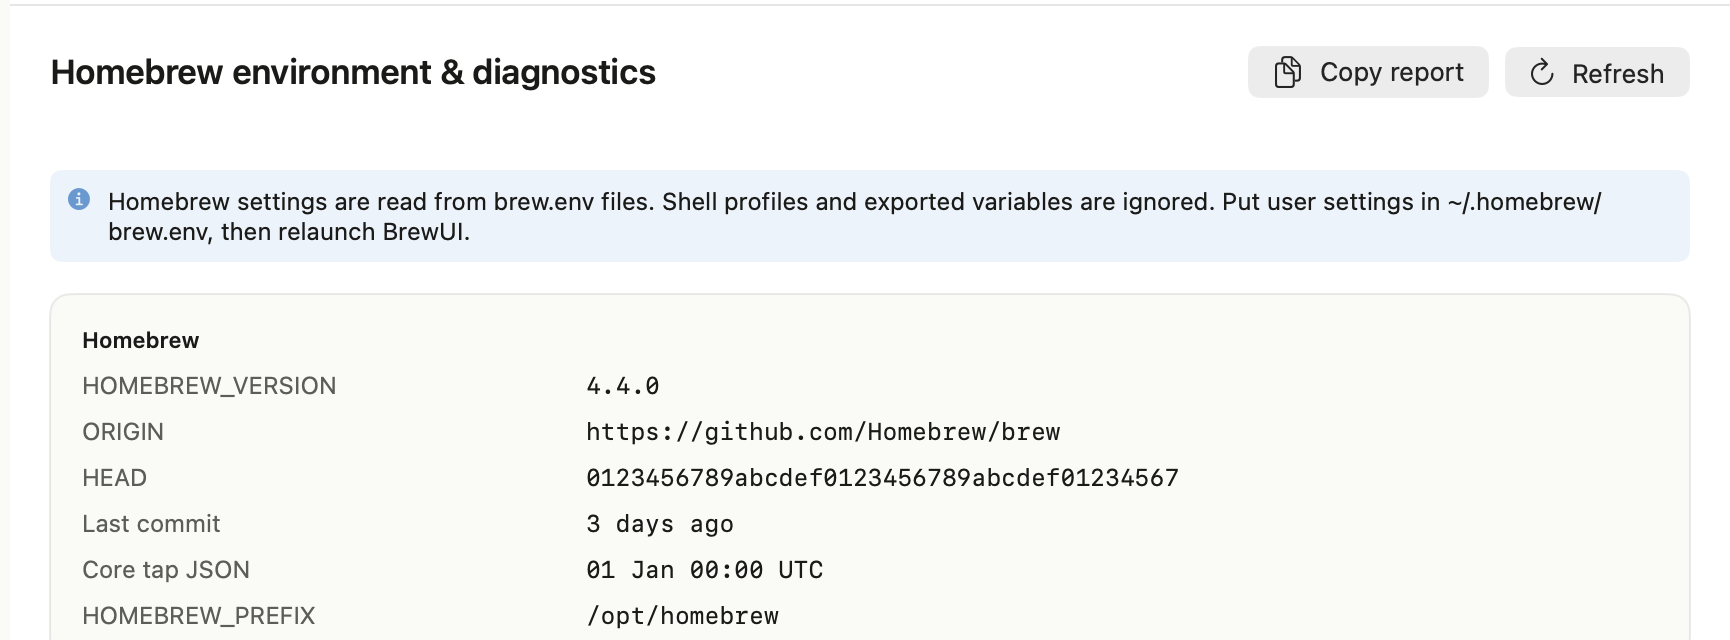 Homebrew environment & diagnostics
Copy report
Refresh
Homebrew settings are read from brew.env files. Shell profiles and exported variables are ignored. Put user settings in ~/.homebrew/
brew.env, then relaunch BrewUI.
Homebrew
HOMEBREW_VERSION 4.4.0
ORIGIN https://github.com/Homebrew/brew
HEAD 0123456789abcdef0123456789abcdef01234567
Last commit 3 days ago
Core tap JSON 01 Jan 00:00 UTC
HOMEBREW_PREFIX /opt/homebrew